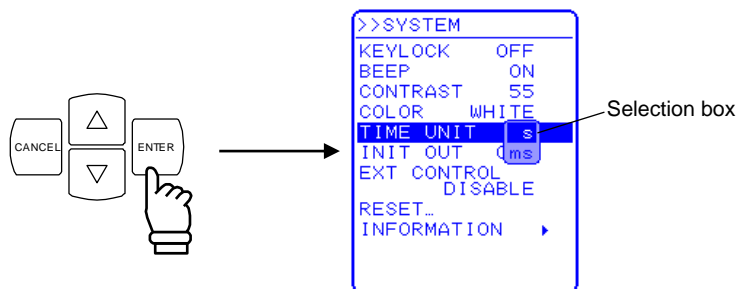 CANCEL
ENTER
>>SYSTEM
KEYLOCK OFF
BEEP ON
CONTRAST 55
COLOR WHITE
TIME UNIT s
INIT OUT ms
EXT CONTROL
DISABLE
RESET…
INFORMATION
Selection box